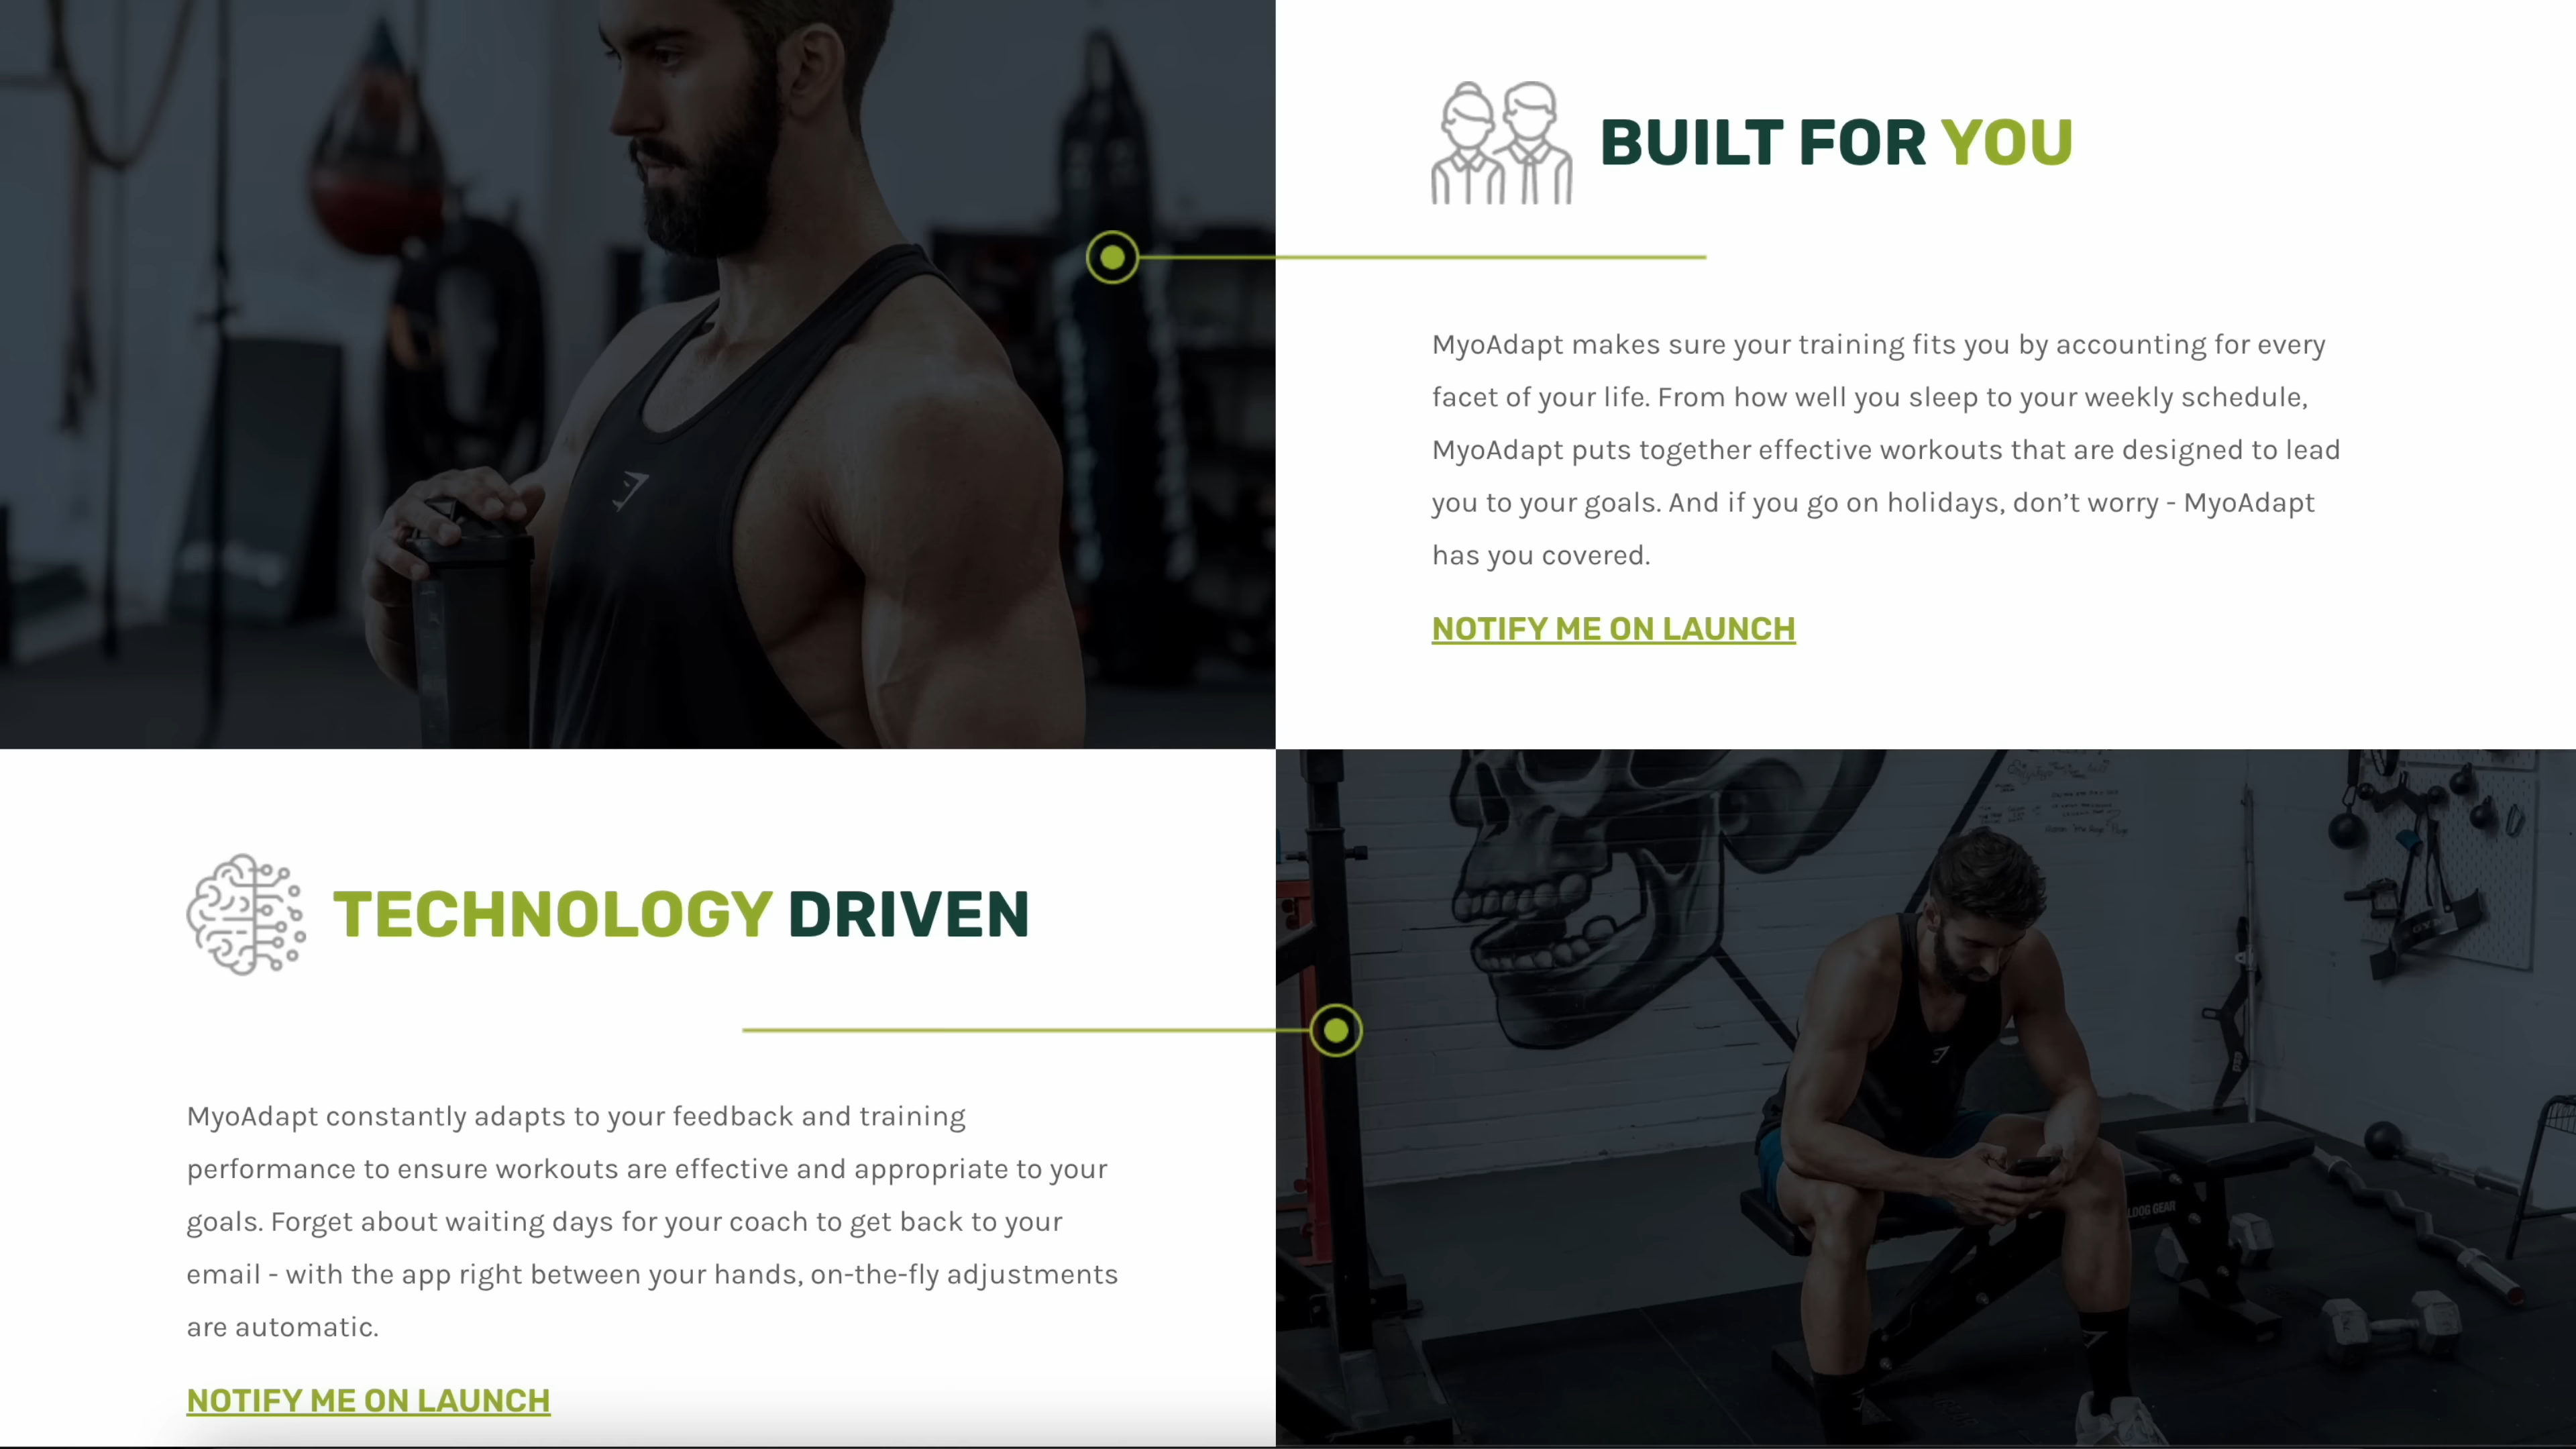 BUILT FOR YOU
MyoAdapt makes sure your training fits you by accounting for every
facet of your life. From how well you sleep to your weekly schedule,
MyoAdapt puts together effective workouts that are designed to lead
you to your goals. And if you go on holidays, don’t worry - MyoAdapt
has you covered.
NOTIFY ME ON LAUNCH
TECHNOLOGY DRIVEN
MyoAdapt constantly adapts to your feedback and training
performance to ensure workouts are effective and appropriate to your
goals. Forget about waiting days for your coach to get back to your
email - with the app right between your hands, on-the-fly adjustments
are automatic.
NOTIFY ME ON LAUNCH
GEAR